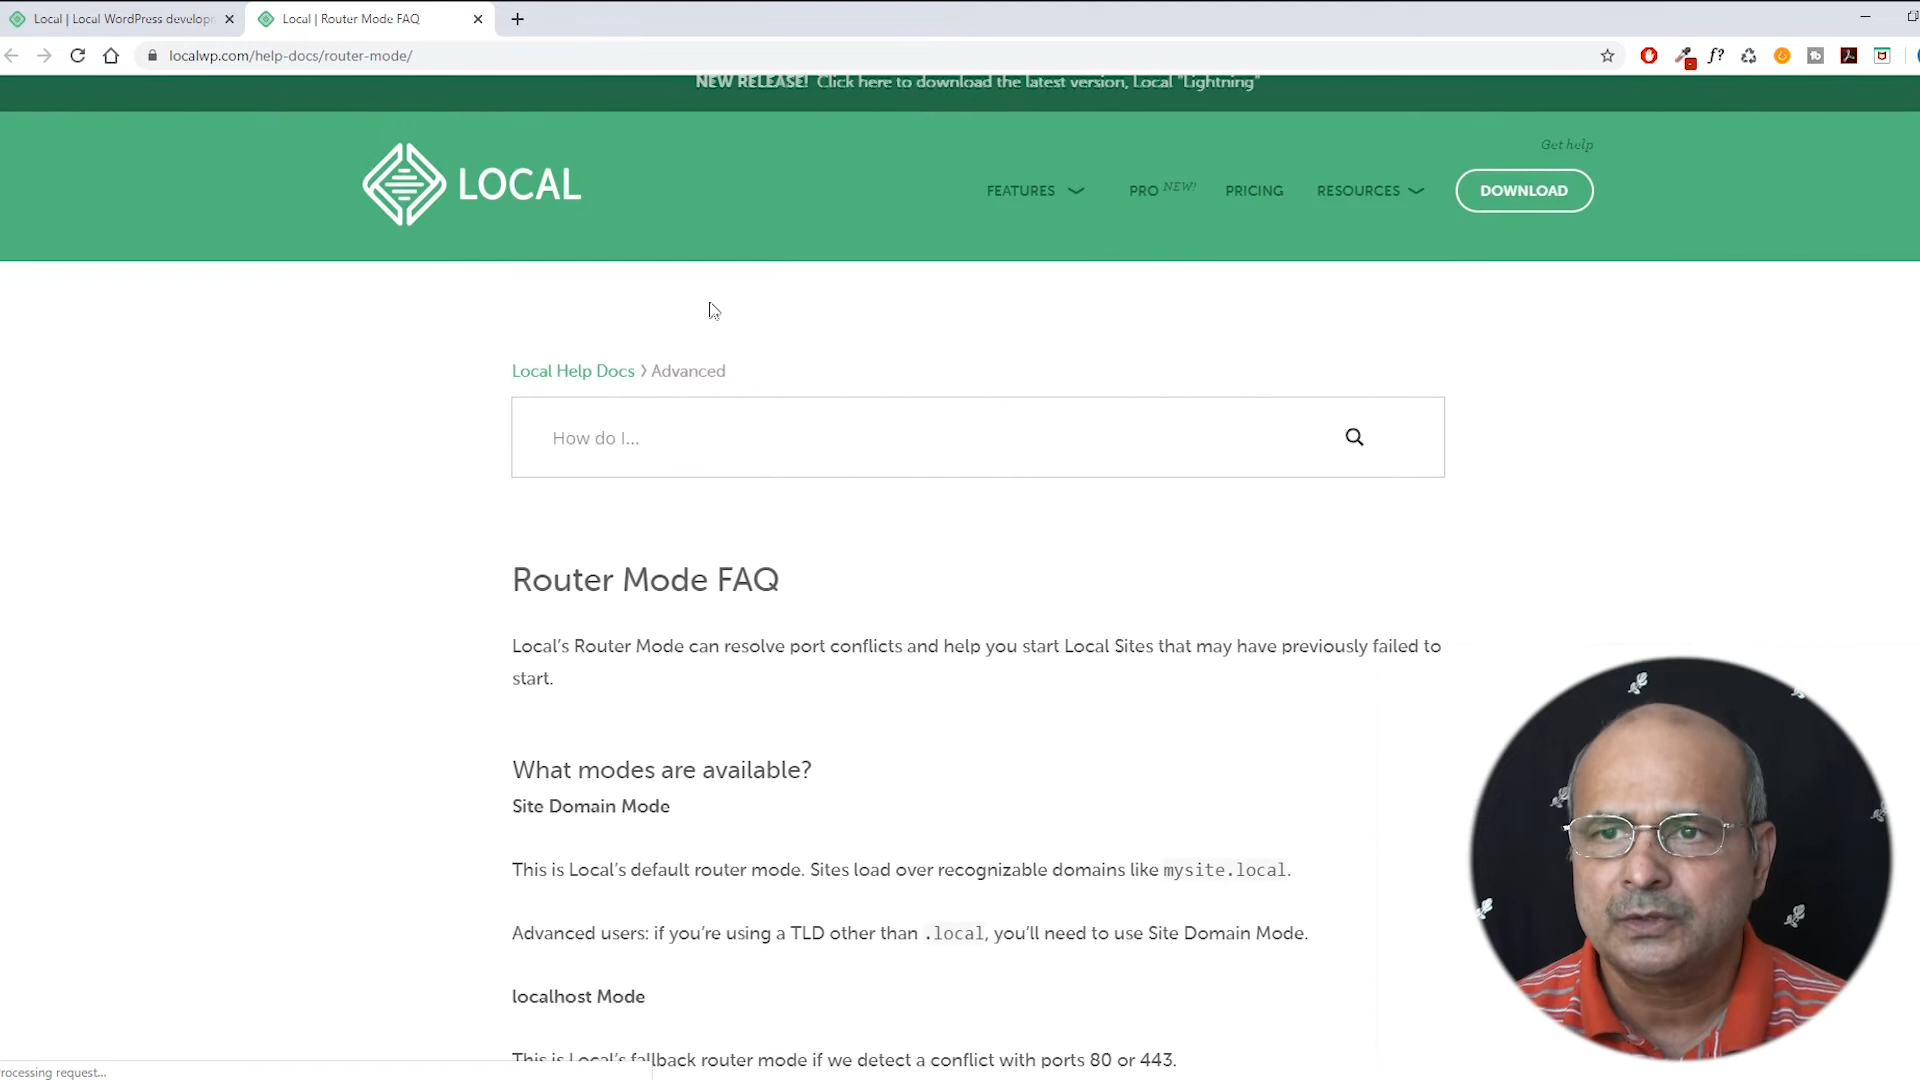 Local | Local WordPress developr
Local | Router Mode FAQ
localwp.com/help-docs/router-mode/
NEW RELEASE! Click here to download the latest version, Local "Lightning"
Get help
LOCAL
FEATURES PRO NEW! PRICING RESOURCES DOWNLOAD
Local Help Docs > Advanced
How do I...
Router Mode FAQ
Local's Router Mode can resolve port conflicts and help you start Local Sites that may have previously failed to
start.
What modes are available?
Site Domain Mode
This is Local's default router mode. Sites load over recognizable domains like mysite.local.
Advanced users: if you're using a TLD other than .local, you'll need to use Site Domain Mode.
localhost Mode
This is Local's fallback router mode if we detect a conflict with ports 80 or 443.
rocessing request...